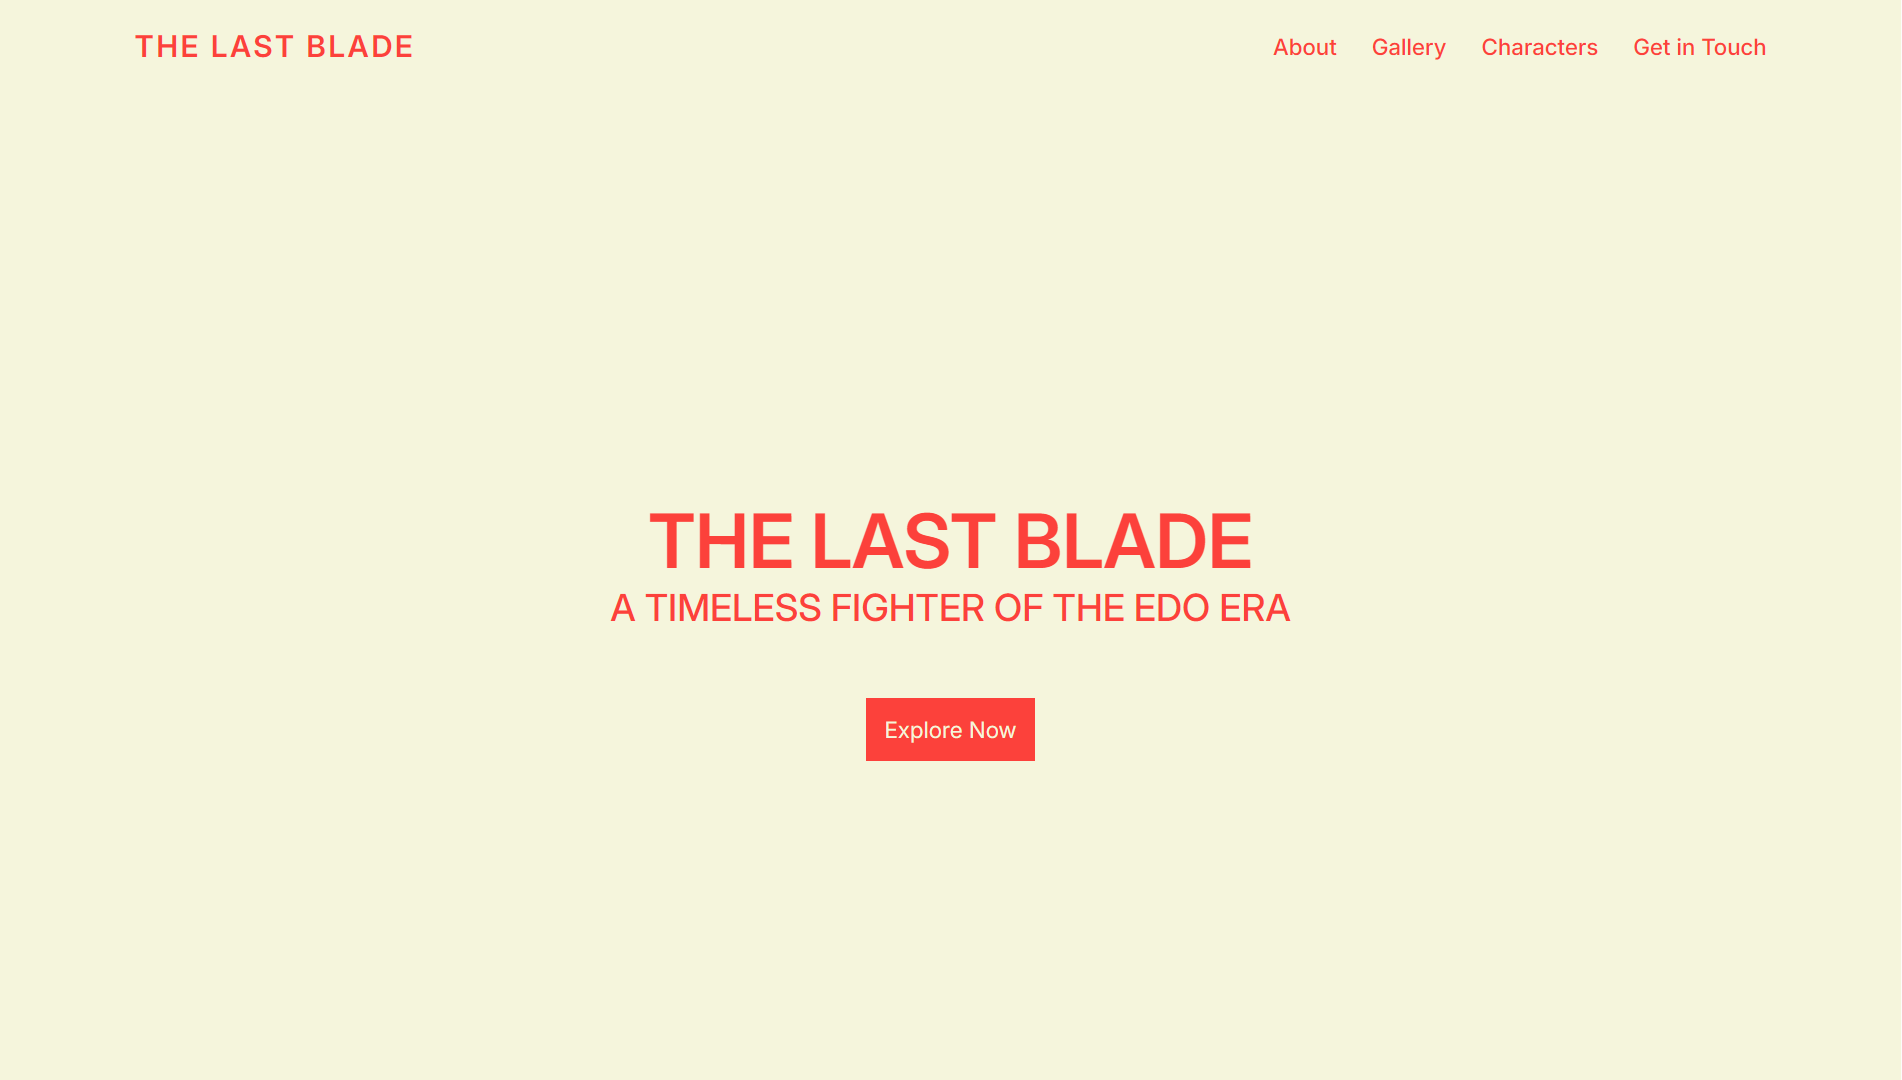 THE LAST BLADE
About Gallery Characters Get in Touch
THE LAST BLADE
A TIMELESS FIGHTER OF THE EDO ERA
Explore Now